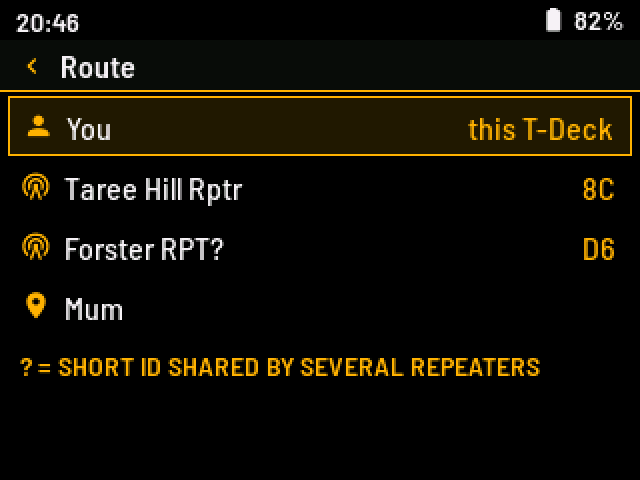 20:46 82%
Route
You this T-Deck
Taree Hill Rptr 8C
Forster RPT? D6
Mum
? = SHORT ID SHARED BY SEVERAL REPEATERS